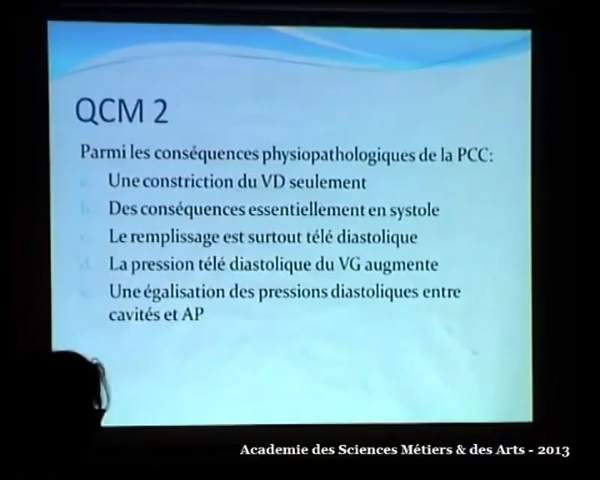 QCM 2
Parmi les conséquences physiopathologiques de la PCC:
a. Une constriction du VD seulement
b. Des conséquences essentiellement en systole
c. Le remplissage est surtout télé diastolique
d. La pression télé diastolique du VG augmente
e. Une égalisation des pressions diastoliques entre
cavités et AP
Academie des Sciences Métiers & des Arts - 2013